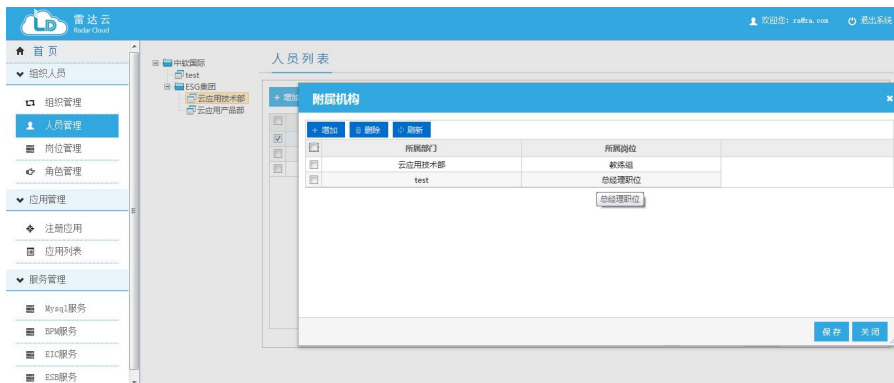 雷达云
Radar Cloud
欢迎您: ra@ra.com
退出系统
首页
组织人员
组织管理
人员管理
岗位管理
角色管理
应用管理
注册应用
应用列表
服务管理
Mysql服务
BPM服务
EIC服务
ESB服务
中软国际
test
ESG集团
云应用技术部
云应用产品部
人员列表
+ 增加
附属机构
+ 增加 删除 刷新
所属部门 所属岗位
云应用技术部 教练组
test 总经理职位
总经理职位
保存 关闭